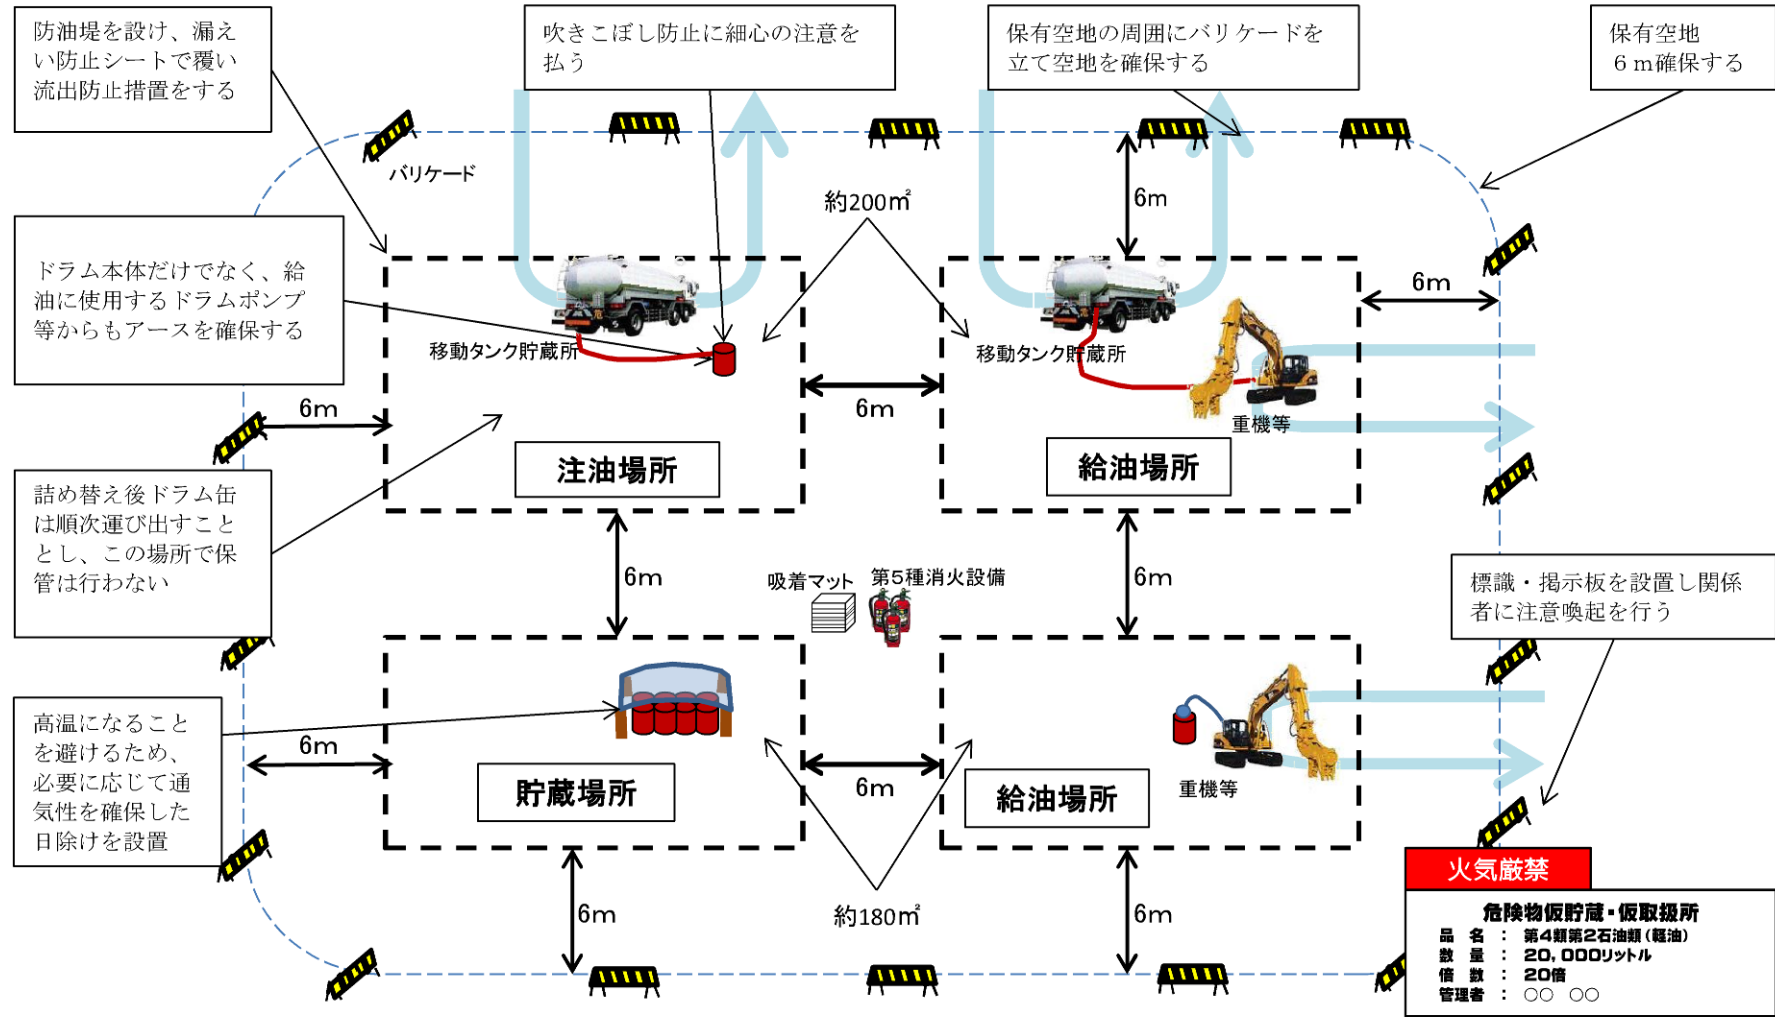 防油堤を設け、漏え
い防止シートで覆い
流出防止措置をする
吹きこぼし防止に細心の注意を
払う
保有空地の周囲にバリケードを
立て空地を確保する
保有空地
６ｍ確保する
バリケード
約200㎡
6m
ドラム本体だけでなく、給
油に使用するドラムポンプ
等からもアースを確保する
移動タンク貯蔵所
移動タンク貯蔵所
6m
6m
6m
重機等
注油場所
給油場所
詰め替え後ドラム缶
は順次運び出すこと
とし、この場所で保
管は行わない
6m
吸着マット
第5種消火設備
6m
標識・掲示板を設置し関係
者に注意喚起を行う
高温になること
を避けるため、
必要に応じて通
気性を確保した
日除けを設置
6m
6m
重機等
貯蔵場所
給油場所
6m
約180㎡
6m
火気厳禁
危険物仮貯蔵・仮取扱所
品　名　：　第4類第2石油類（軽油）
数　量　：　20,000リットル
倍　数　：　20倍
管理者　：　○○　○○